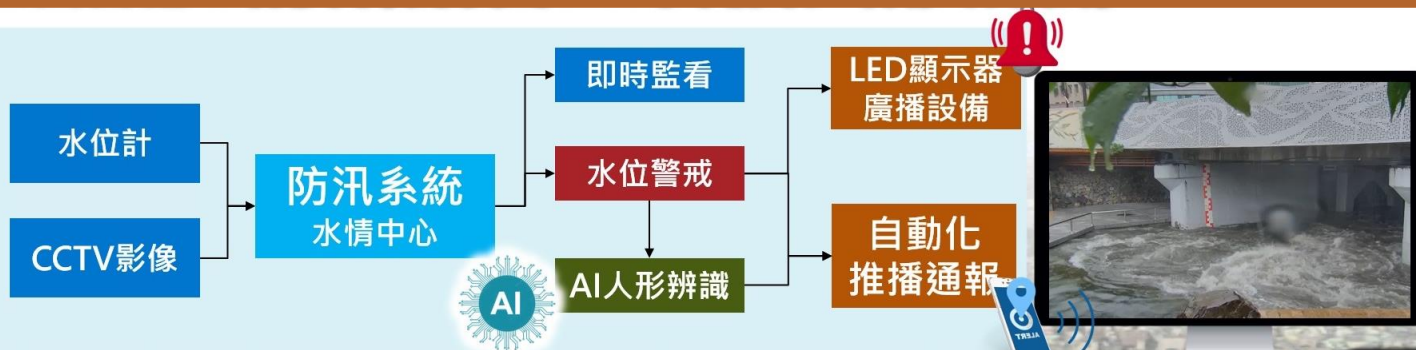 水位計
CCTV影像
防汛系統
水情中心
AI
即時監看
水位警戒
AI人形辨識
LED顯示器
廣播設備
自動化
推播通報
ALERT